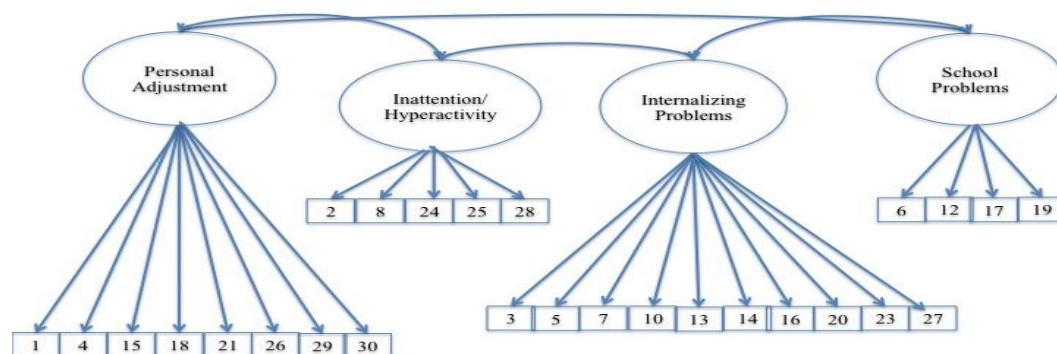 Personal
Adjustment
Inattention/
Hyperactivity
Internalizing
Problems
School
Problems
2 8 24 25 28
6 12 17 19
3 5 7 10 13 14 16 20 23 27
1 4 15 18 21 26 29 30